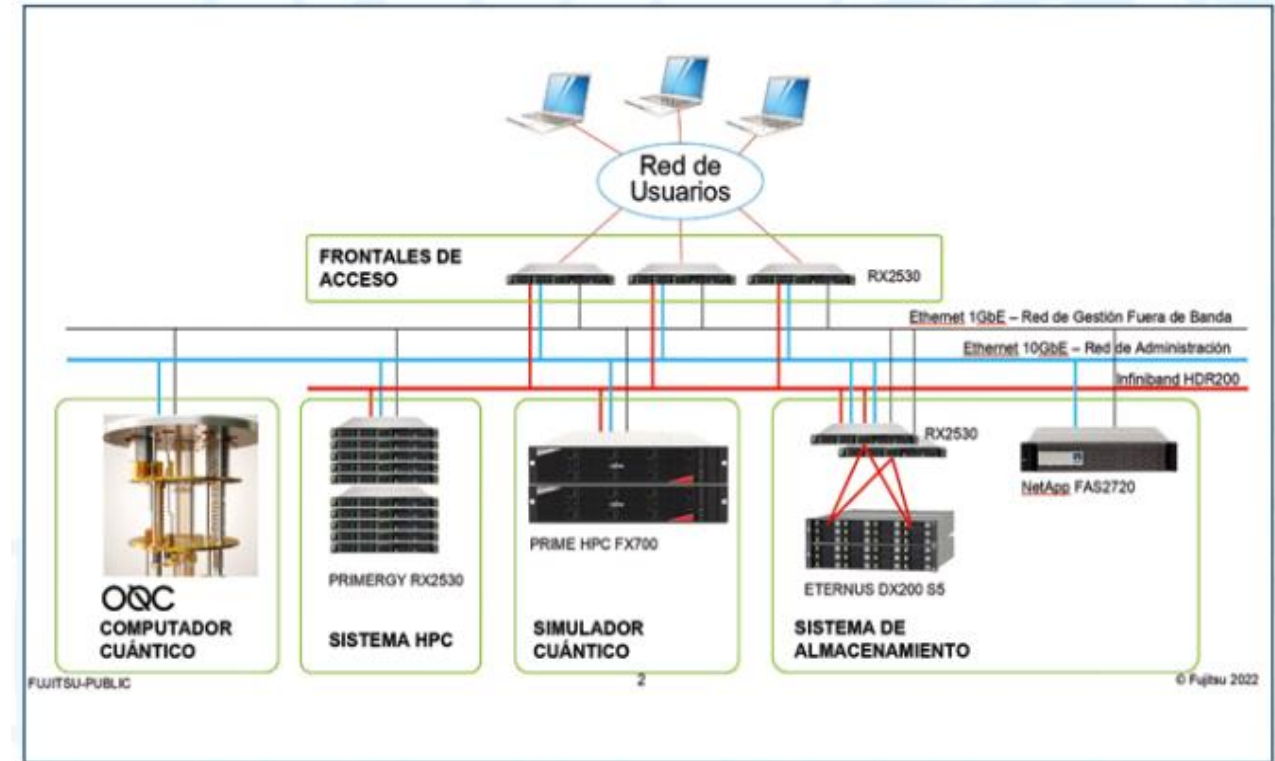 Red de
Usuarios
FRONTALES DE
ACCESO
RX2530
Ethernet 1GbE – Red de Gestión Fuera de Banda
Ethernet 10GbE – Red de Administración
Infiniband HDR200
RX2530
NetApp FAS2720
PRIME HPC FX700
PRIMERGY RX2530
ETERNUS DX200 S5
OQC
COMPUTADOR
CUÁNTICO
SISTEMA HPC
SIMULADOR
CUÁNTICO
SISTEMA DE
ALMACENAMIENTO
FUJITSU-PUBLIC
2
© Fujitsu 2022